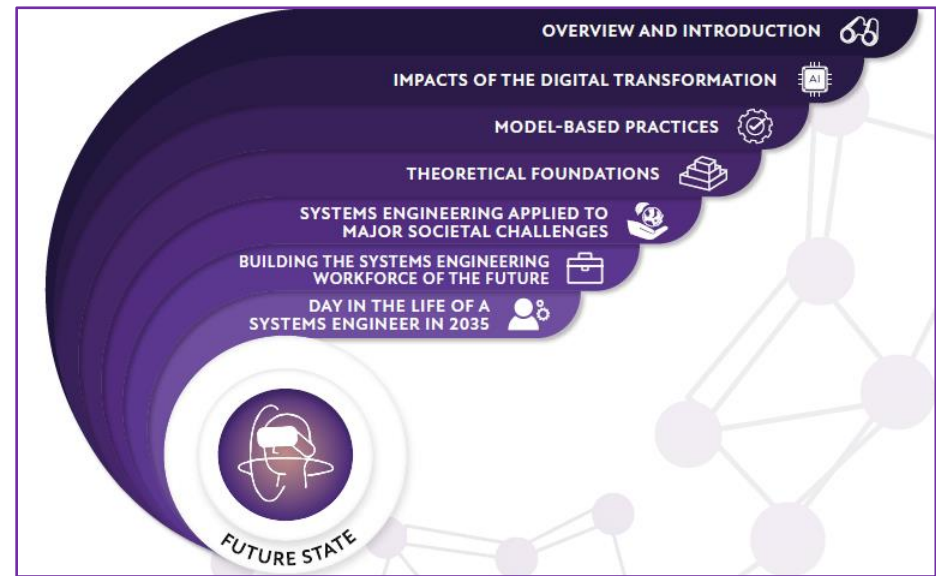 OVERVIEW AND INTRODUCTION
IMPACTS OF THE DIGITAL TRANSFORMATION
AI
MODEL-BASED PRACTICES
THEORETICAL FOUNDATIONS
SYSTEMS ENGINEERING APPLIED TO
MAJOR SOCIETAL CHALLENGES
BUILDING THE SYSTEMS ENGINEERING
WORKFORCE OF THE FUTURE
DAY IN THE LIFE OF A
SYSTEMS ENGINEER IN 2035
FUTURE STATE